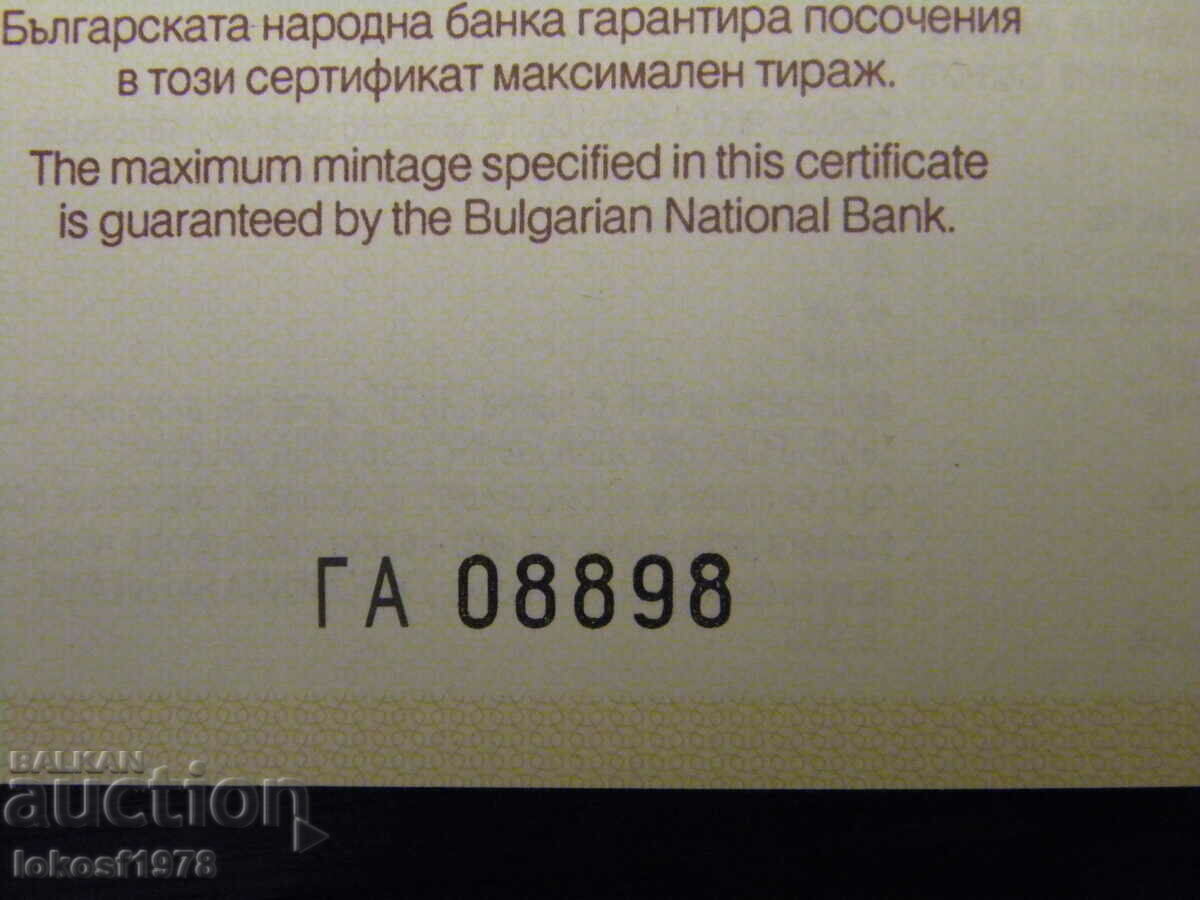 Българската народна банка гарантира посочения
в този сертификат максимален тираж.
The maximum mintage specified in this certificate
is guaranteed by the Bulgarian National Bank.
ГА 08898
BALKAN
auction
lokosf1978